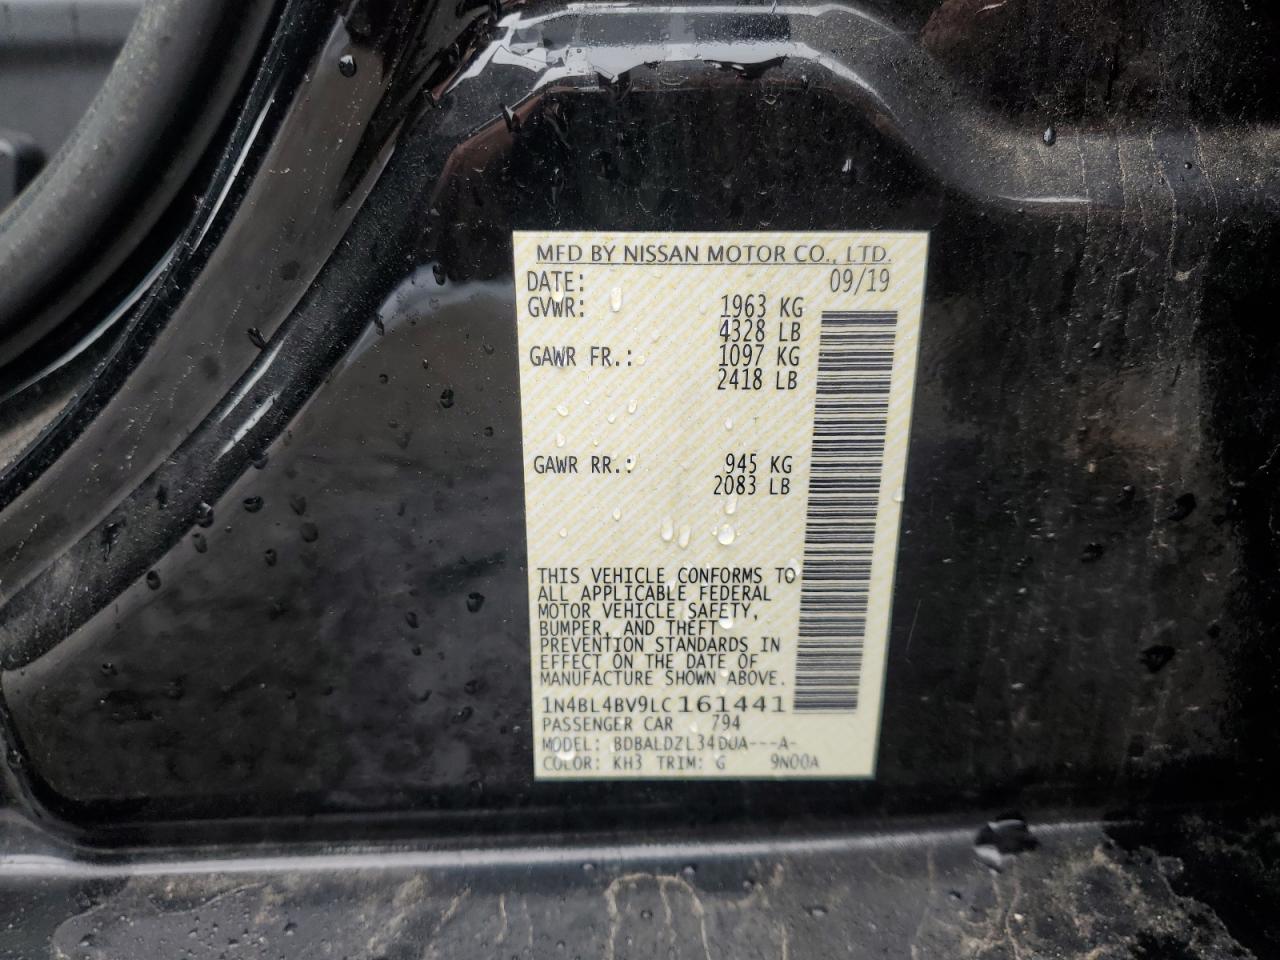 MFD BY NISSAN MOTOR CO., LTD.
DATE: 09/19
GVWR: 1963 KG
4328 LB
GAWR FR.: 1097 KG
2418 LB
GAWR RR.: 945 KG
2083 LB
THIS VEHICLE CONFORMS TO
ALL APPLICABLE FEDERAL
MOTOR VEHICLE SAFETY,
BUMPER, AND THEFT
PREVENTION STANDARDS IN
EFFECT ON THE DATE OF
MANUFACTURE SHOWN ABOVE.
1N4BL4BV9LC161441
PASSENGER CAR 794
MODEL: BDBALDZL34DUA---A-
COLOR: KH3 TRIM: G 9N00A